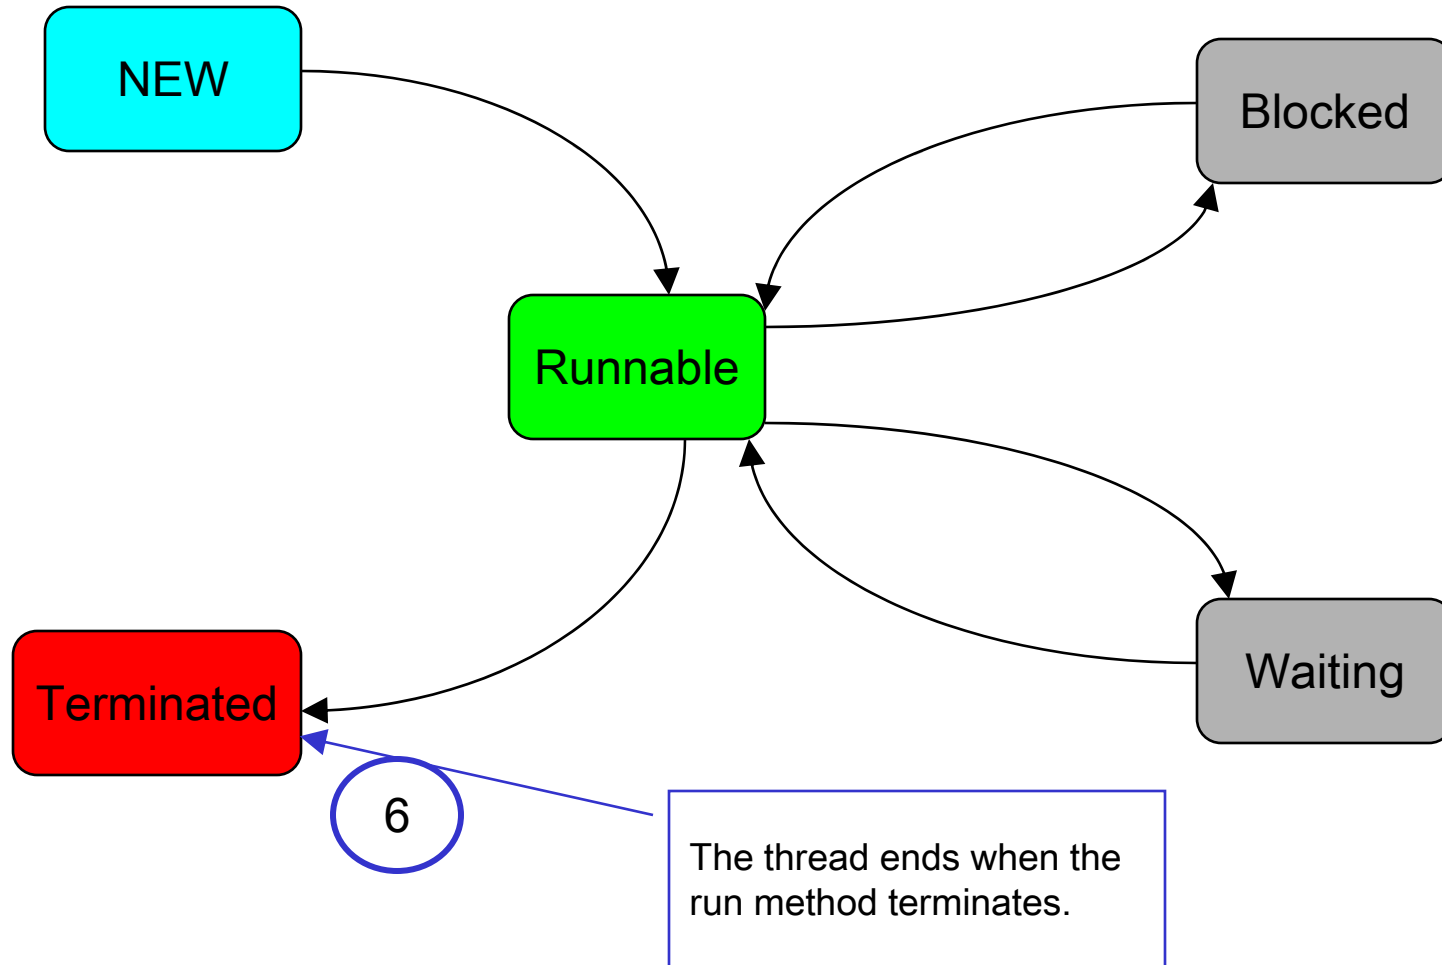 NEW
Blocked
Runnable
Waiting
Terminated
6
The thread ends when the
run method terminates.